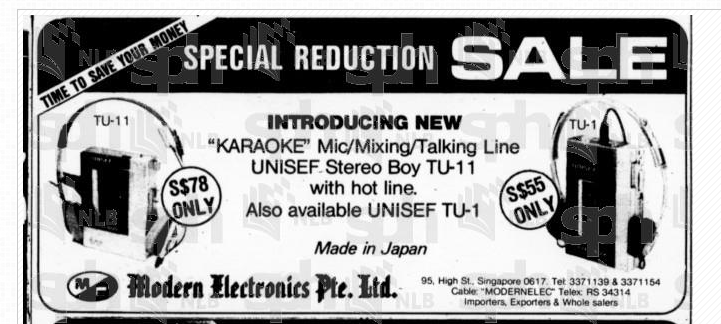 TIME TO SAVE YOUR MONEY
SPECIAL REDUCTION SALE
TU-11
TU-1
INTRODUCING NEW
"KARAOKE" Mic/Mixing/Talking Line
UNISEF Stereo Boy TU-11
with hot line.
Also available UNISEF TU-1
S$78
ONLY
S$55
ONLY
Made in Japan
Modern Electronics Pte. Ltd.
95, High St., Singapore 0617. Tel: 3371139 & 3371154
Cable: "MODERNELEC" Telex: RS 34314
Importers, Exporters & Whole salers
sph
NLB